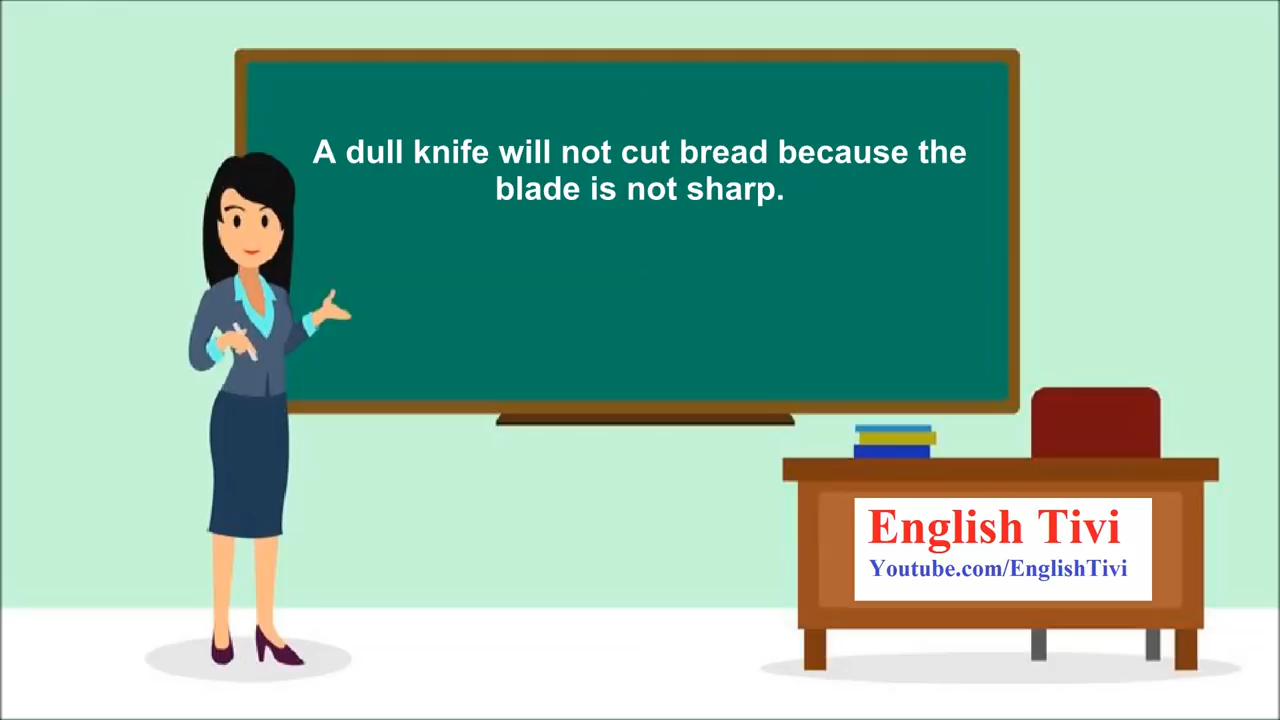 A dull knife will not cut bread because the
blade is not sharp.
English Tivi
Youtube.com/EnglishTivi